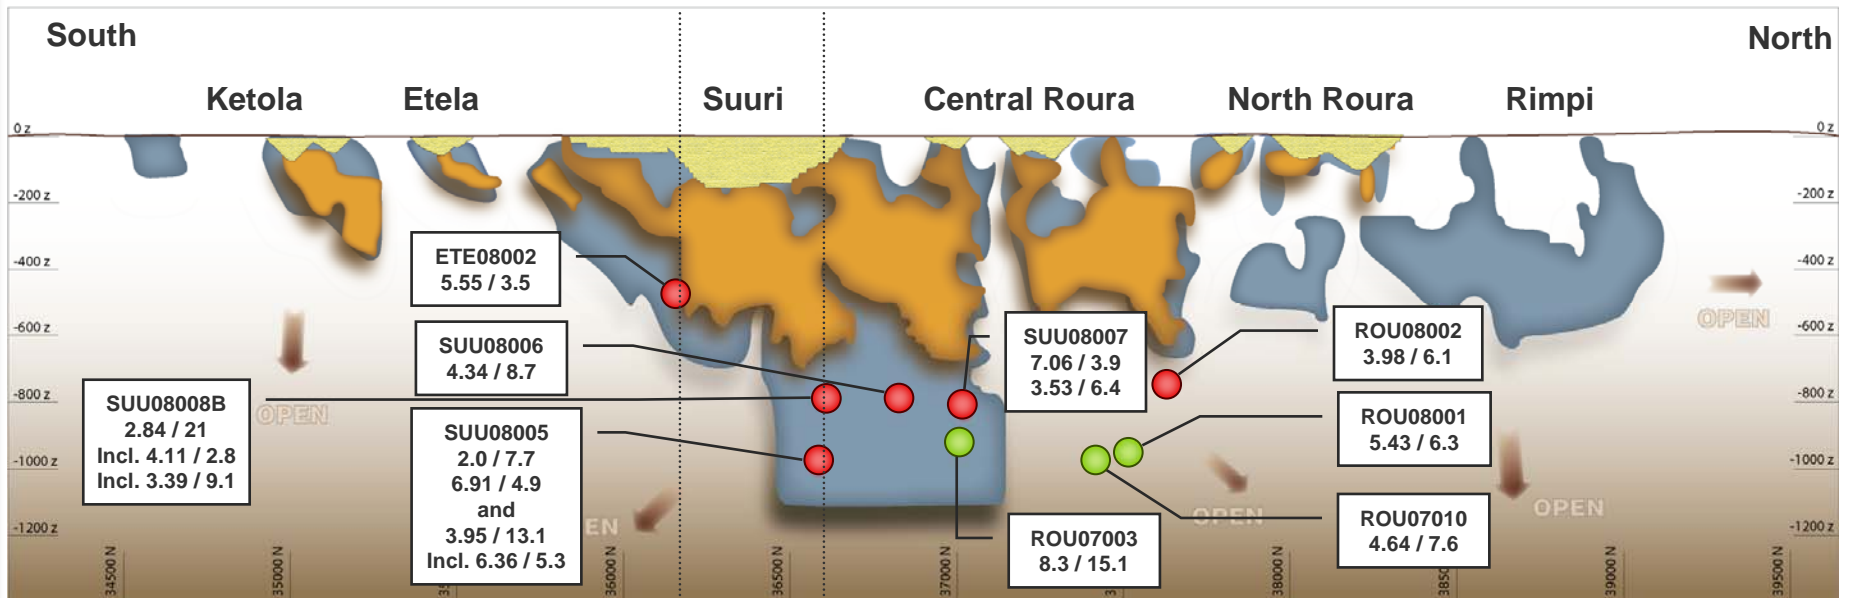 South
North
Ketola
Etela
Suuri
Central Roura
North Roura
Rimpi
0 z
0 z
-200 z
-200 z
-400 z
-400 z
-600 z
-600 z
-800 z
-800 z
-1000 z
-1000 z
-1200 z
-1200 z
ETE08002
5.55 / 3.5
SUU08006
4.34 / 8.7
SUU08008B
2.84 / 21
Incl. 4.11 / 2.8
Incl. 3.39 / 9.1
SUU08005
2.0 / 7.7
6.91 / 4.9
and
3.95 / 13.1
Incl. 6.36 / 5.3
SUU08007
7.06 / 3.9
3.53 / 6.4
ROU07003
8.3 / 15.1
ROU08002
3.98 / 6.1
ROU08001
5.43 / 6.3
ROU07010
4.64 / 7.6
OPEN
EN
OPEN
OPEN
OPEN
34500 N
35000 N
36000 N
36500 N
37000 N
38000 N
3850
39000 N
39500 N